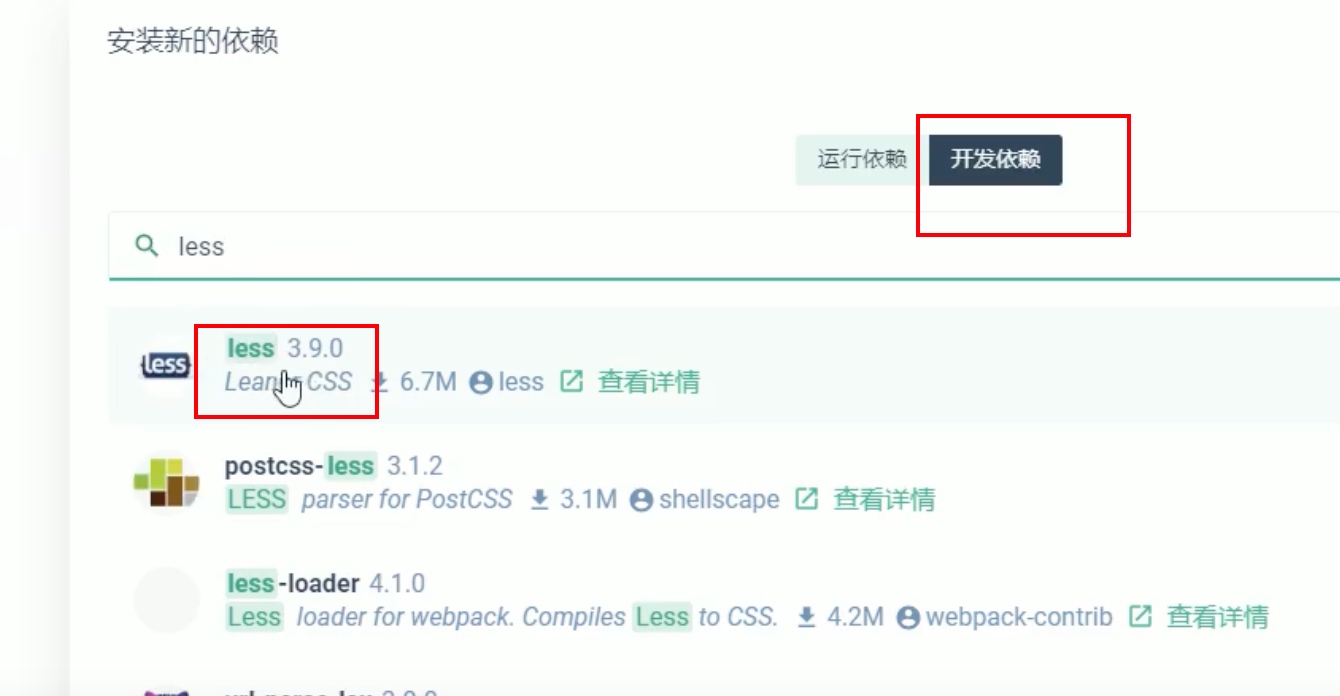 安装新的依赖
运行依赖 开发依赖
less
less 3.9.0
{less}
CSS 6.7M less 查看详情
postcss-less 3.1.2
LESS parser for PostCSS 3.1M shellscape 查看详情
less-loader 4.1.0
Less loader for webpack. Compiles Less to CSS. 4.2M webpack-contrib 查看详情